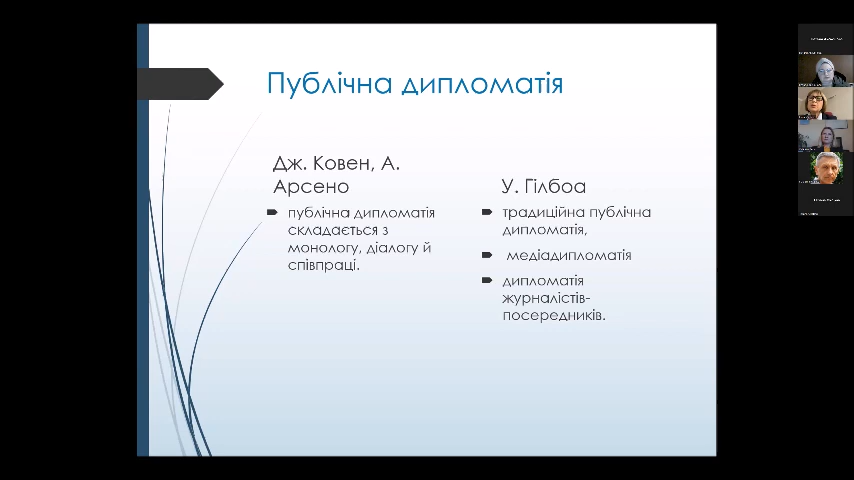 Публічна дипломатія
Дж. Ковен, А.
Арсено
публічна дипломатія
складається з
монологу, діалогу й
співпраці.
У. Гілбоа
традиційна публічна
дипломатія,
медіадипломатія
дипломатія
журналістів-
посередників.